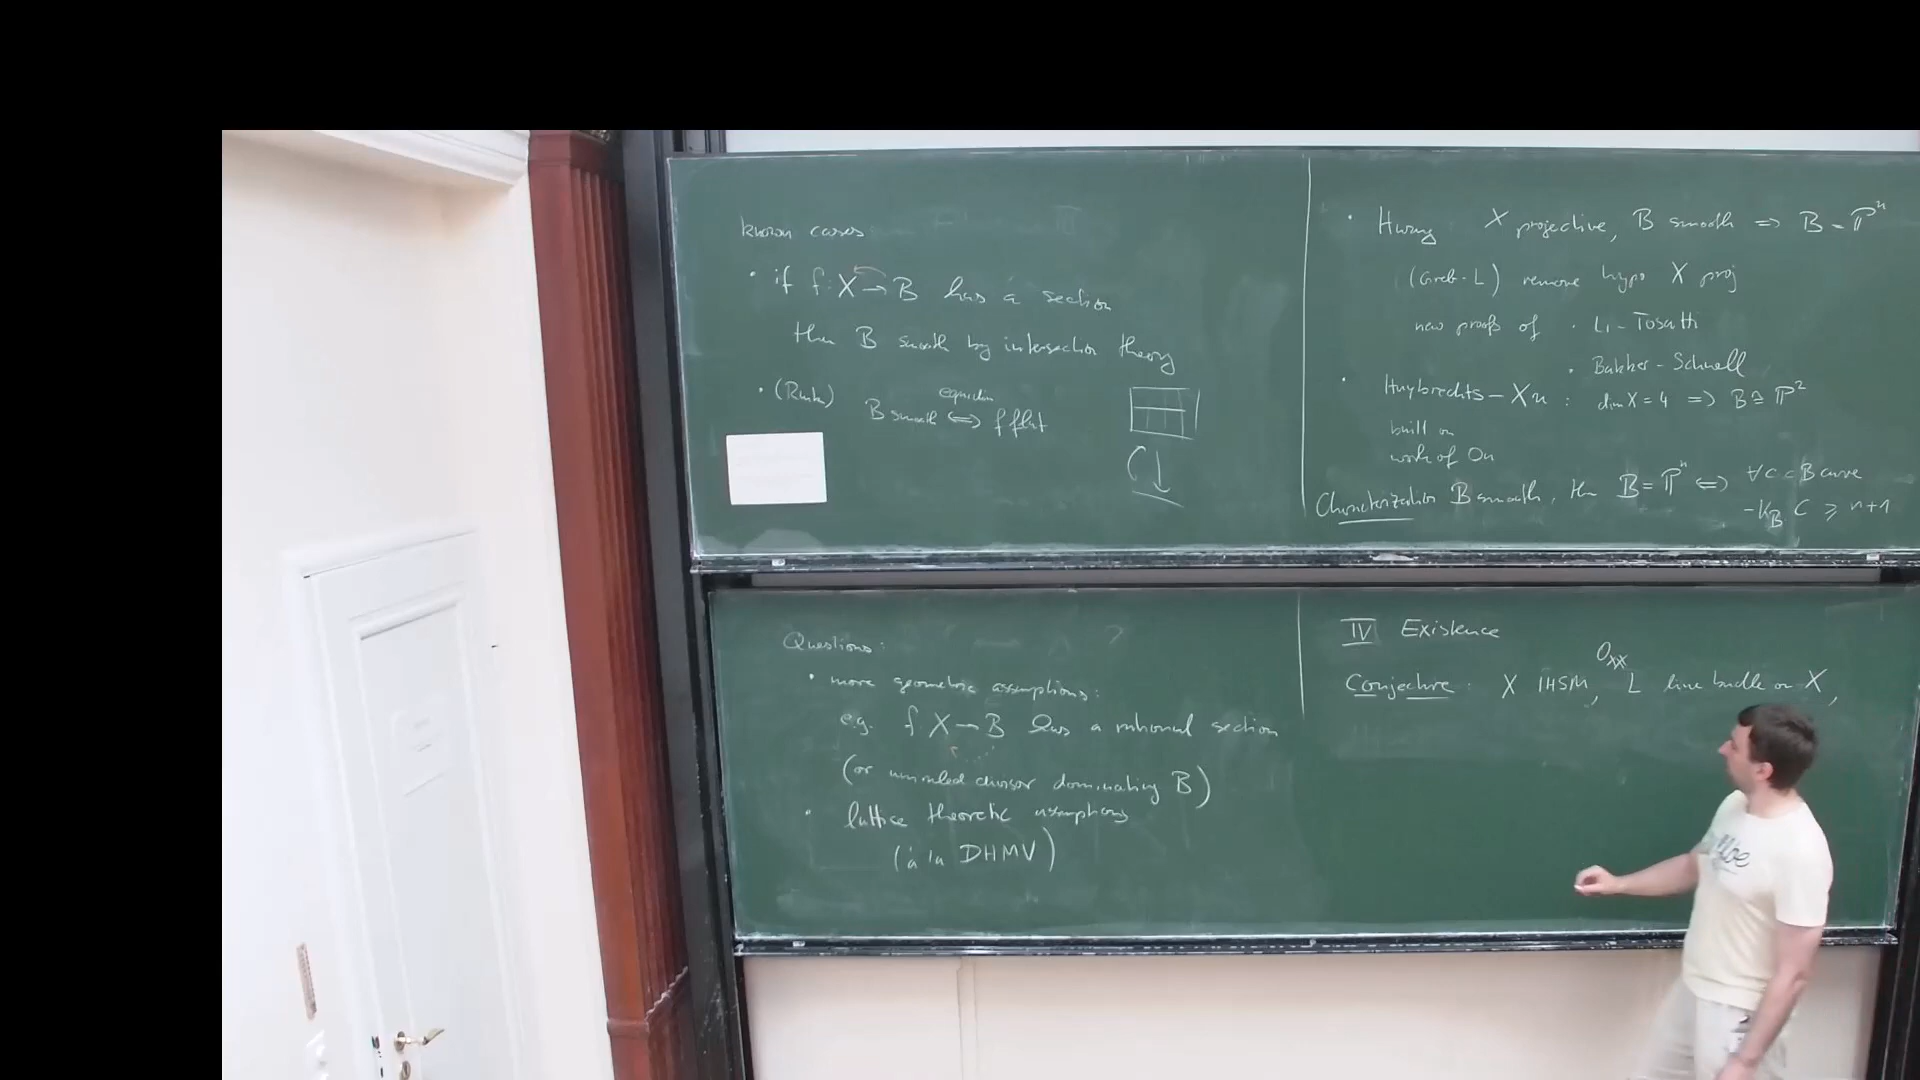 known cases
• if f: X → B has a section
then B smooth by intersection theory
• (Rmk) B smooth ⟺ f flat
equidim
• Hwang X projective, B smooth ⟹ B = ℙⁿ
(Greb-L) remove hypo X proj
new proofs of • Li - Tosatti
• Bakker - Schnell
• Huybrechts - Xu : dim X = 4 ⟹ B ≅ ℙ²
built on
work of Ou
Characterization B smooth, then B = ℙⁿ ⟺ ∀ C ⊂ B curve
-K_B C ⩾ n+1
Questions:
• more geometric assumptions:
e.g. f X → B has a rational section
(or uniruled divisor dominating B)
• lattice theoretic assumptions
(à la DHMV)
IV Existence
Conjecture: X IHSM, L line bundle on X,